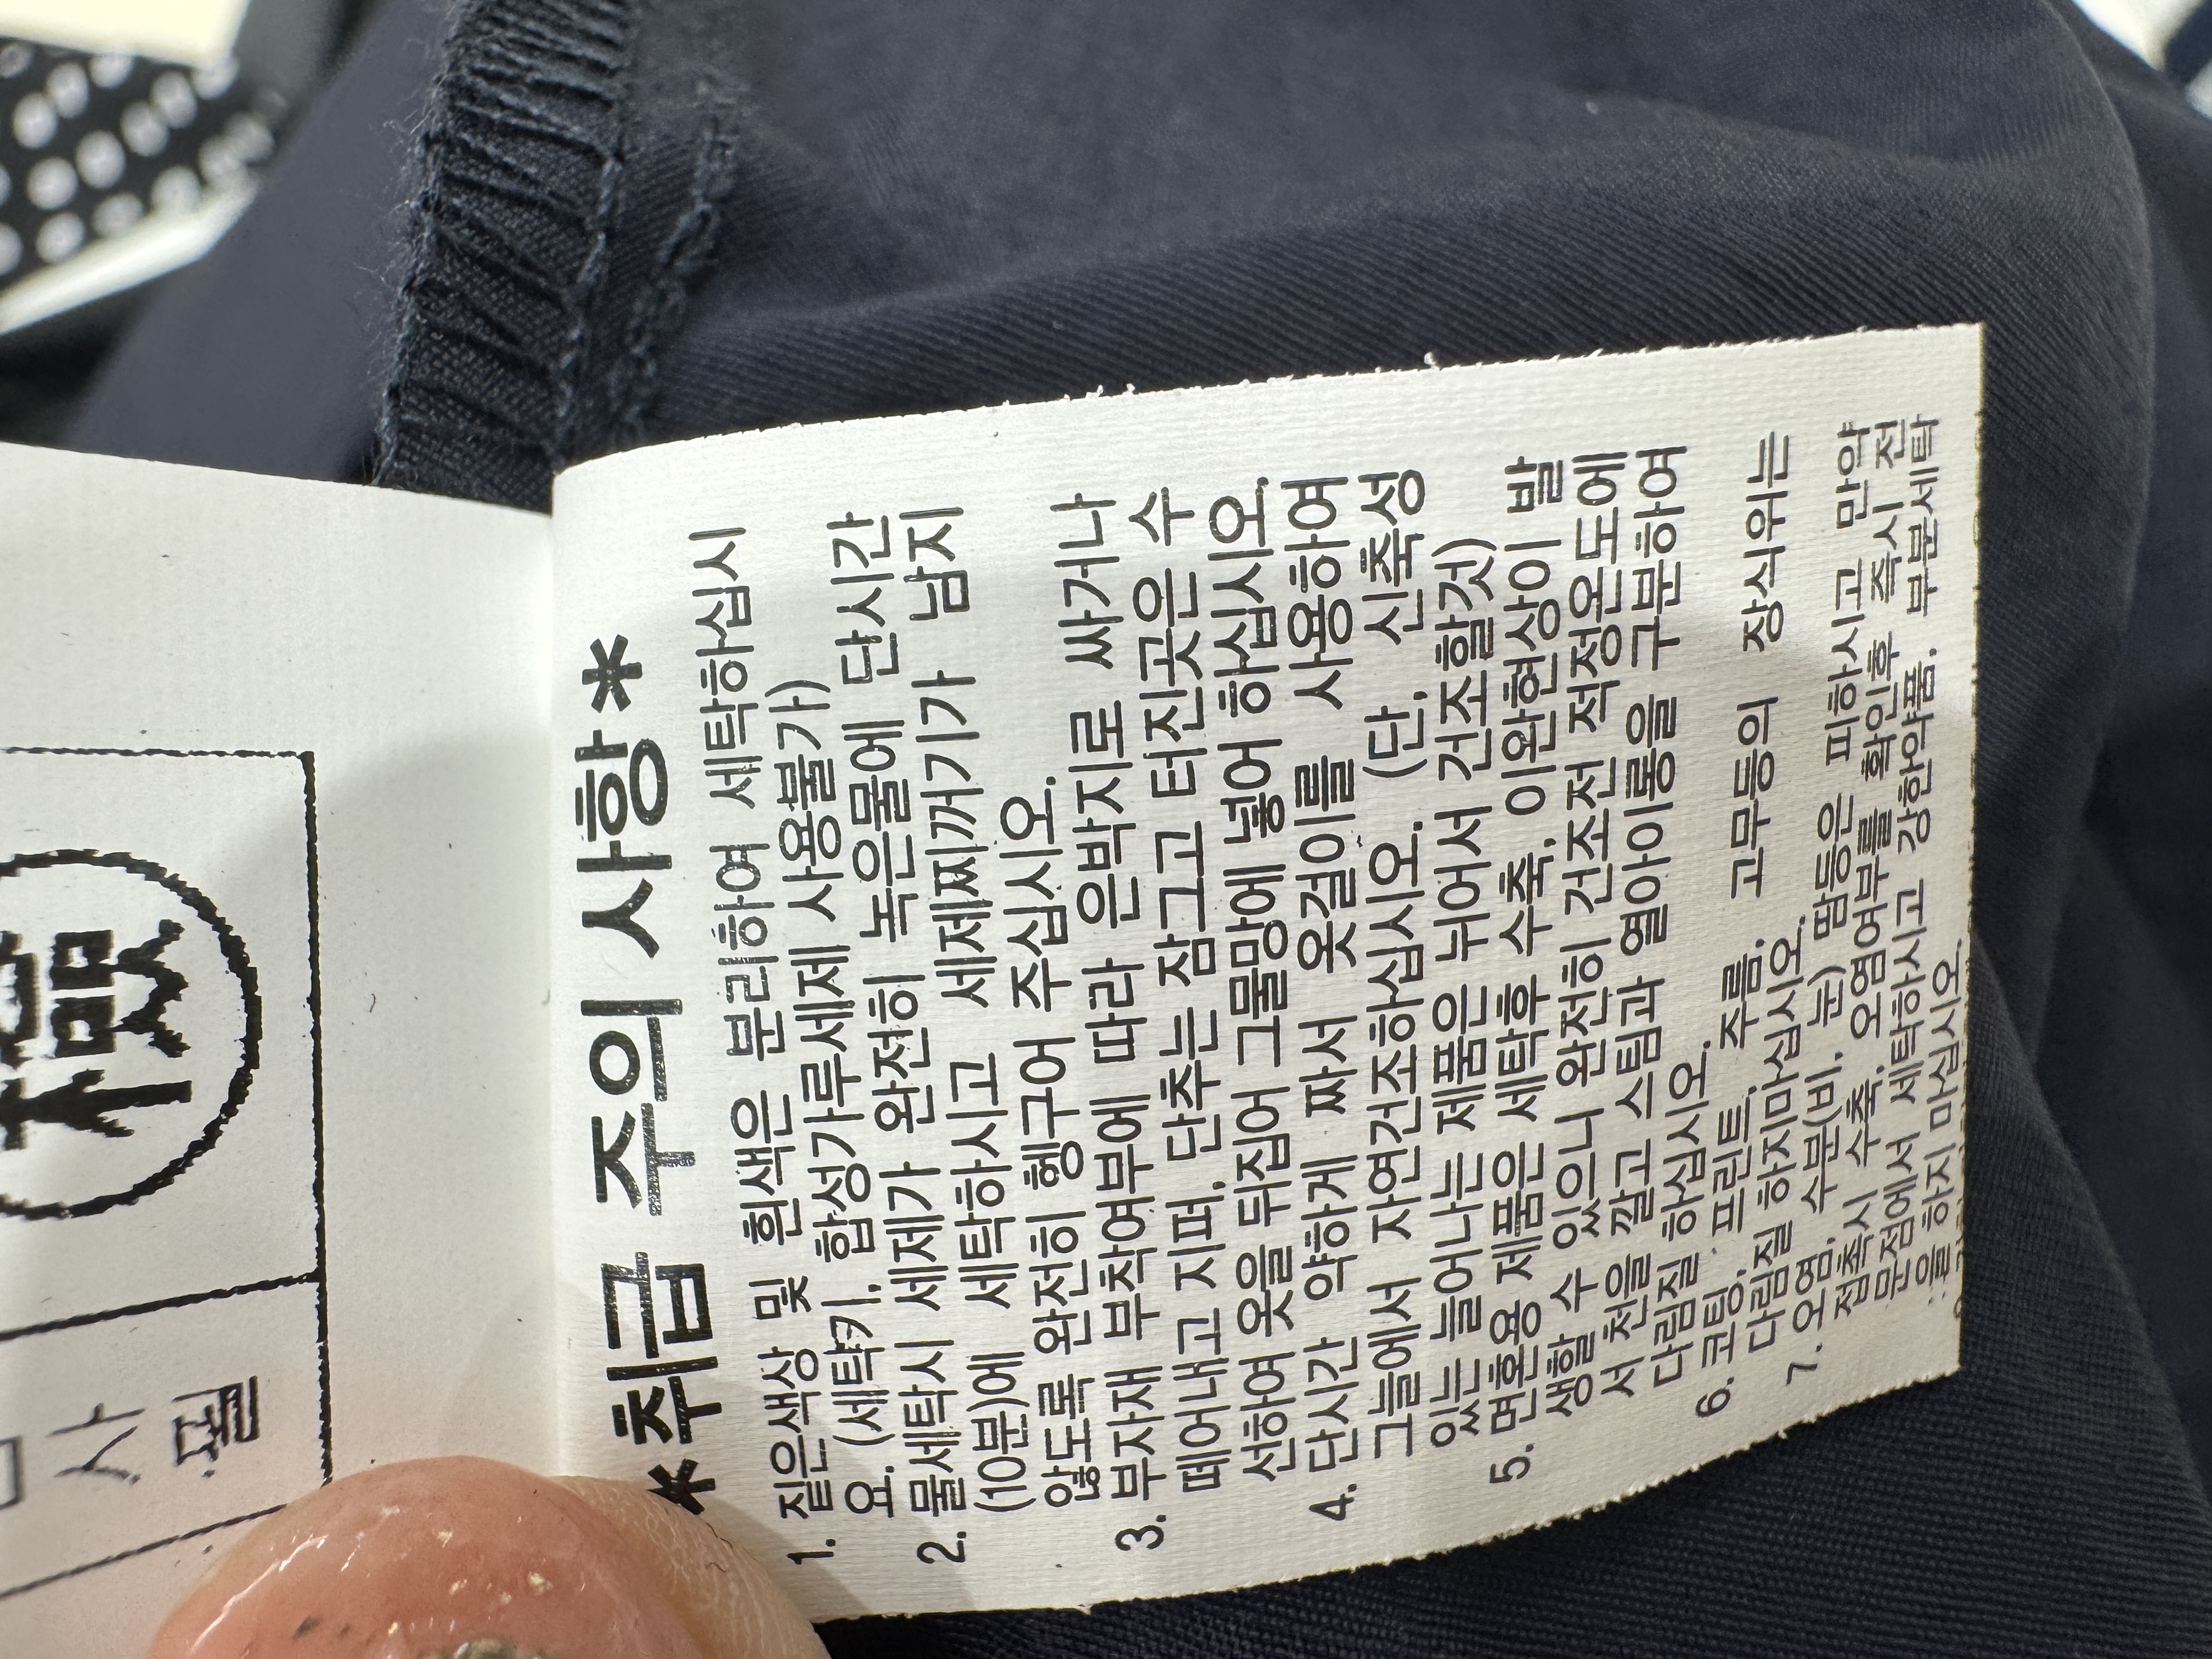 사
필
*취급 주의 사항*
1. 짙은색상 및 흰색은 분리하여 세탁하십시
요.(세탁키, 합성가루세제 사용불가)
2. 물세탁시 세제가 완전히 녹은물에 단시간
(10분)에 세탁하시고 세제찌꺼기가 남지
않도록 완전히 헹구어 주십시오.
3. 부자재 부착여부에 따라 은박지로 싸거나
떼어내고 지퍼, 단추는 잠그고 터진곳은 수
선하여 옷을 뒤집어 그물망에 넣어 하십시오.
4. 단시간 약하게 짜서 옷걸이를 사용하여
그늘에서 자연건조하십시오. (단, 신축성
있는 늘어나는 제품은 뉘어서 건조할것)
5. 면혼용 제품은 세탁후 수축, 이완현상이 발
생할 수 있으니 완전히 건조전 적정온도에
서 천을 깔고 스팀과 열아이롱을 구분하여
다림질 하십시오.
6. 코팅, 프린트, 주름, 고무등의 장식위는
다림질 하지마십시오.
7. 오염, 수분(비, 눈) 땀등은 피하시고 만약
접촉시 수축, 오염여부를 확인후 즉시 전
문점에서 세탁하시고 강한약품, 부분세탁
을 하지 마십시오.